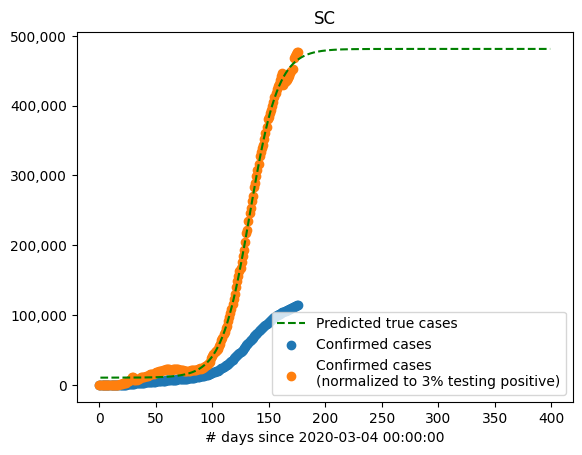 SC
500,000
400,000
300,000
200,000
100,000
0
Predicted true cases
Confirmed cases
Confirmed cases
(normalized to 3% testing positive)
0 50 100 150 200 250 300 350 400
# days since 2020-03-04 00:00:00